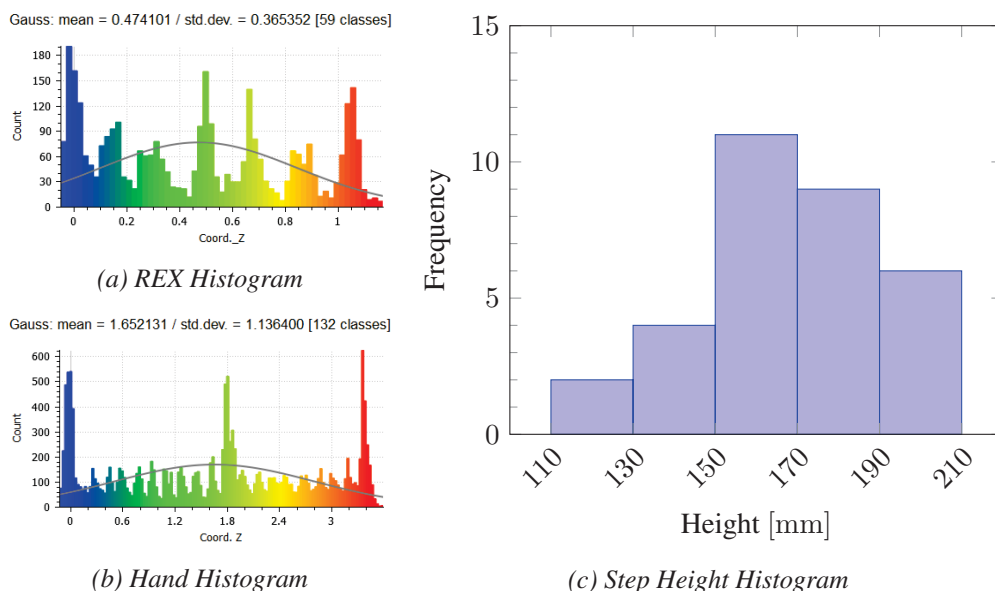 Gauss: mean = 0.474101 / std.dev. = 0.365352 [59 classes]
180
150
120
90
60
30
0
Count
0 0.2 0.4 0.6 0.8 1
Coord._Z
(a) REX Histogram
Gauss: mean = 1.652131 / std.dev. = 1.136400 [132 classes]
600
500
400
300
200
100
0
Count
0 0.6 1.2 1.8 2.4 3
Coord. Z
(b) Hand Histogram
15
10
5
0
Frequency
110 130 150 170 190 210
Height [mm]
(c) Step Height Histogram